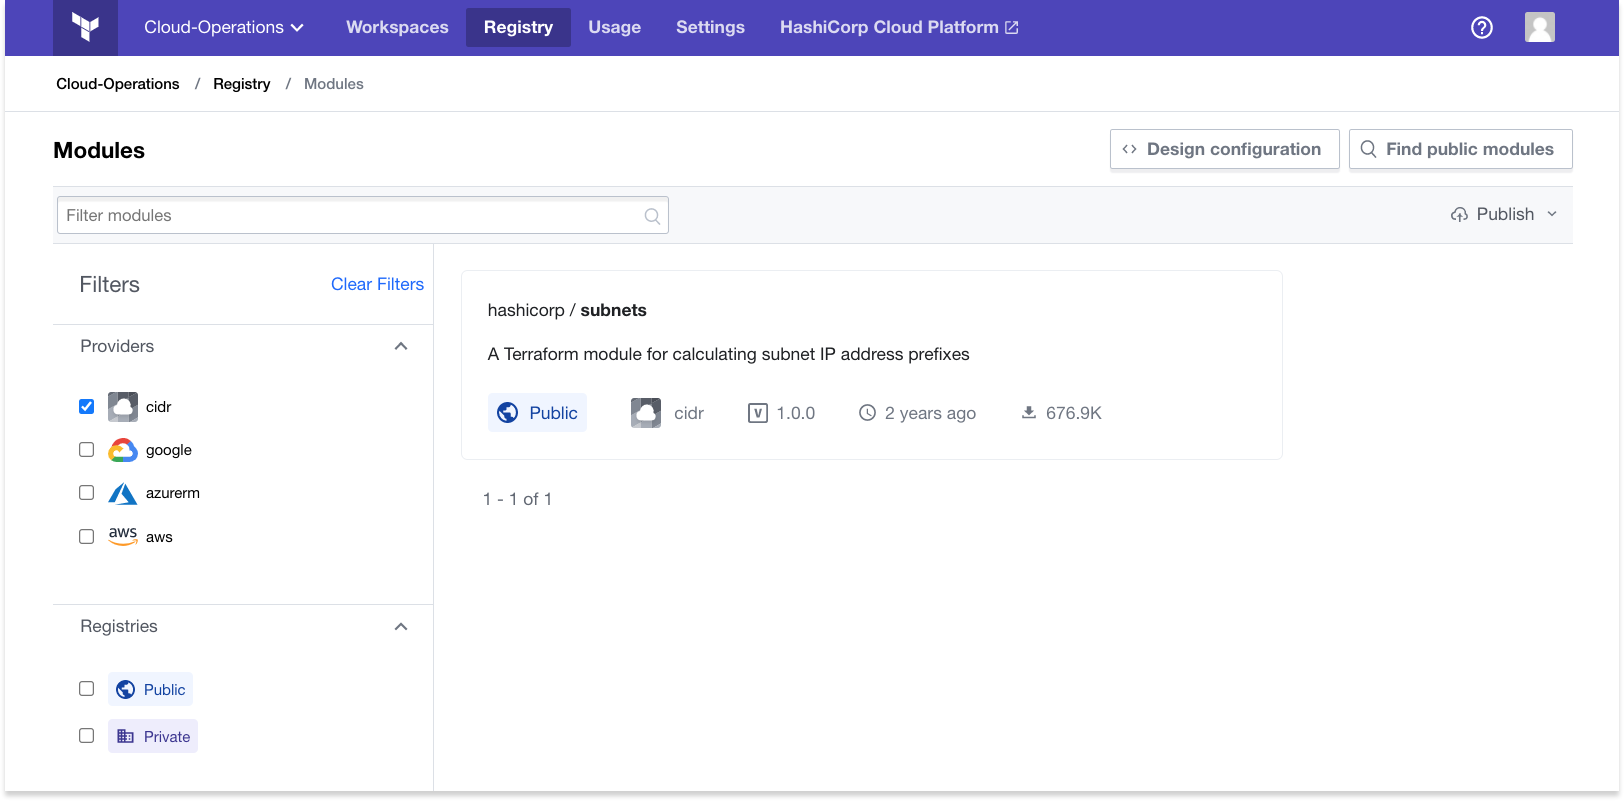 Cloud-Operations Workspaces Registry Usage Settings HashiCorp Cloud Platform
Cloud-Operations / Registry / Modules
Modules
Design configuration
Find public modules
Filter modules
Publish
Filters
Clear Filters
Providers
cidr
google
azurerm
aws aws
Registries
Public
Private
hashicorp / subnets
A Terraform module for calculating subnet IP address prefixes
Public cidr V 1.0.0 2 years ago 676.9K
1 - 1 of 1